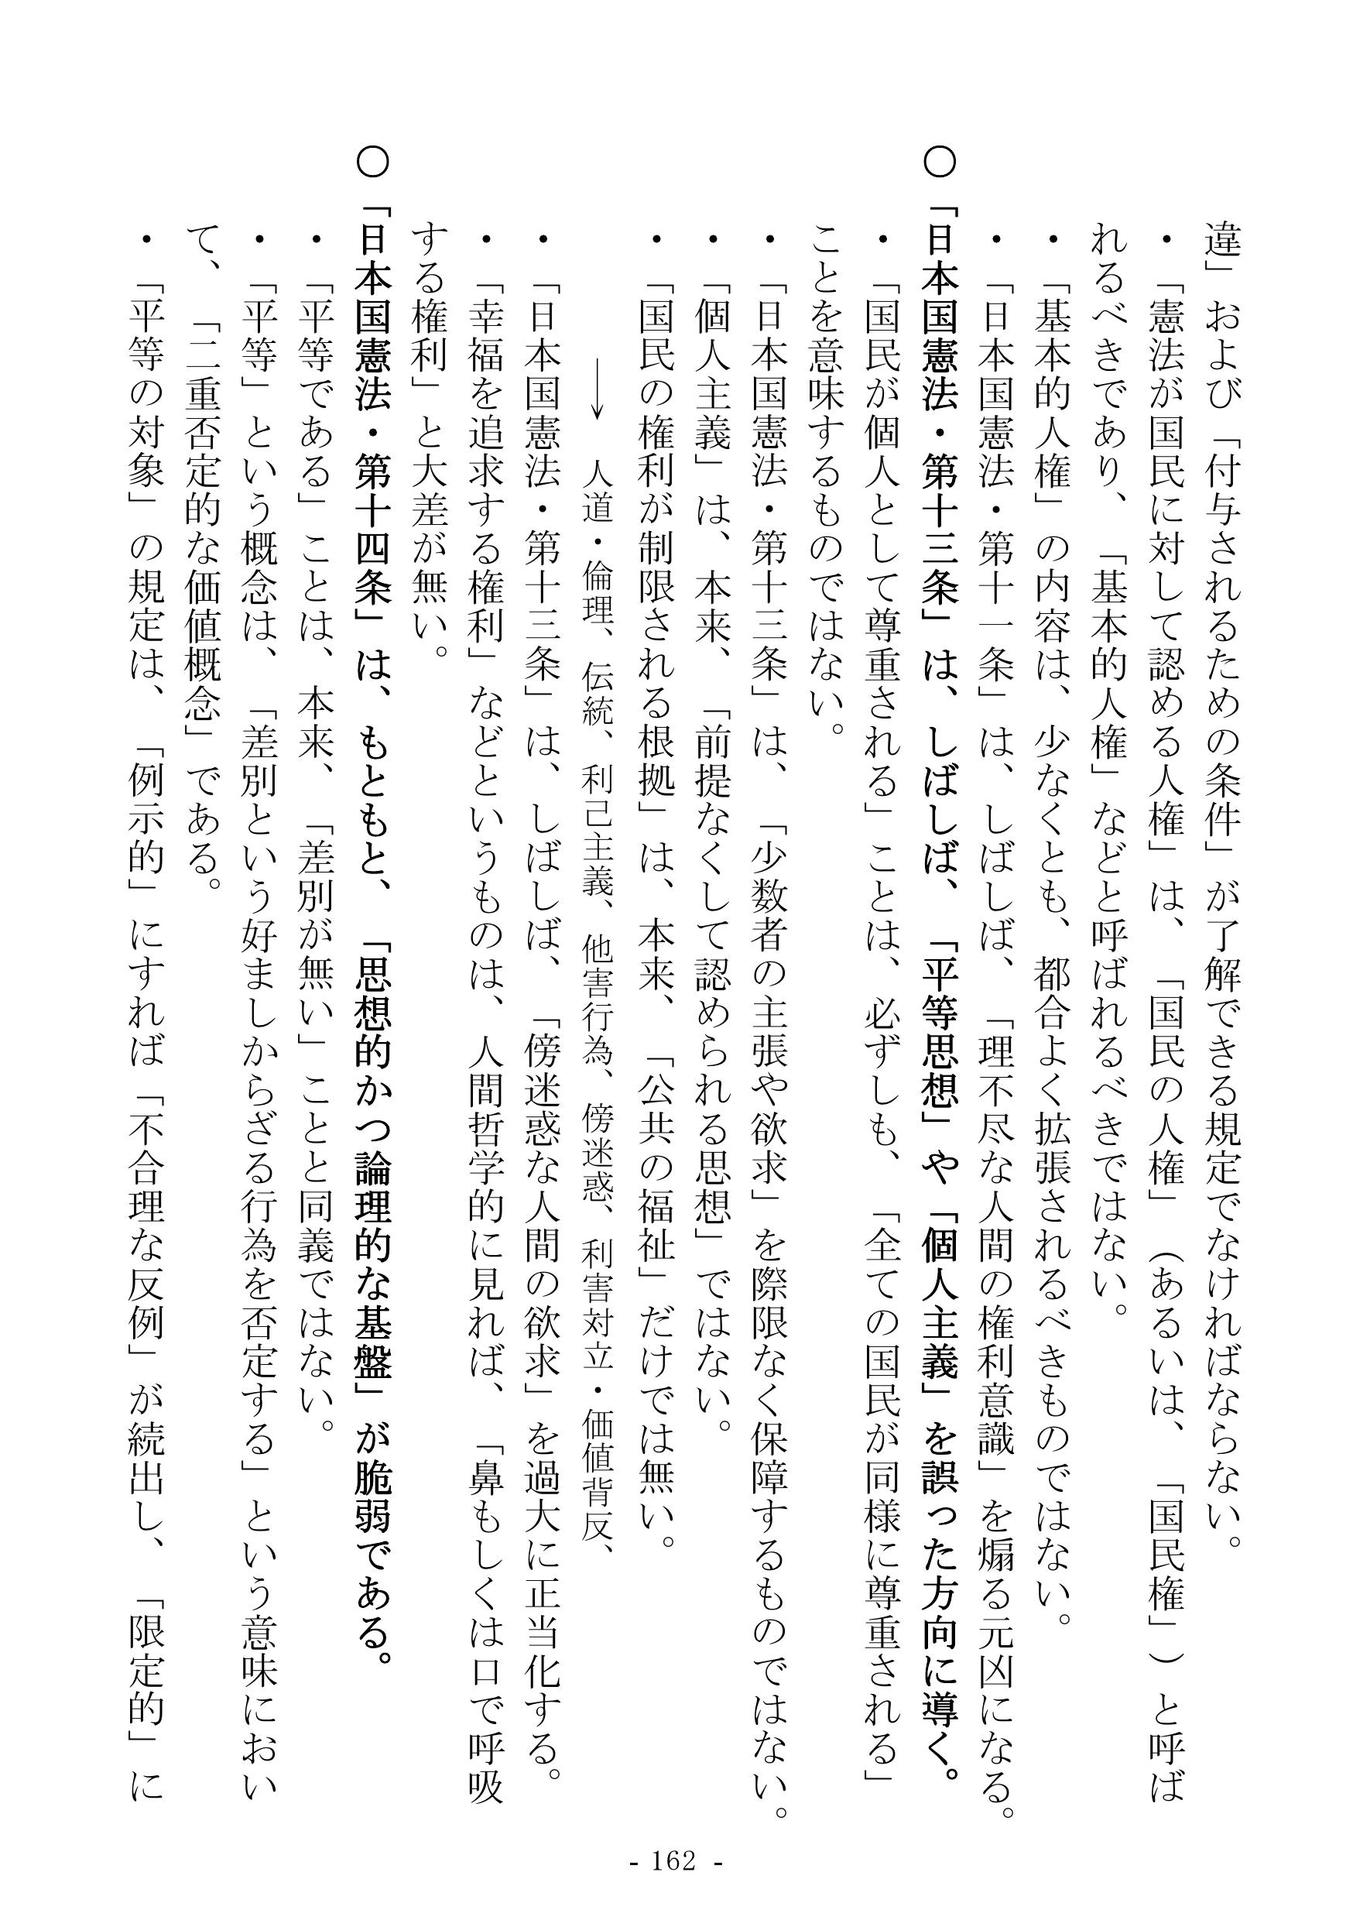 違」および「付与されるための条件」が了解できる規定でなければならない。
・「憲法が国民に対して認める人権」は、「国民の人権」（あるいは、「国民権」）と呼ば
れるべきであり、「基本的人権」などと呼ばれるべきではない。
・「基本的人権」の内容は、少なくとも、都合よく拡張されるべきものではない。
・「日本国憲法・第十一条」は、しばしば、「理不尽な人間の権利意識」を煽る元凶になる。
〇「日本国憲法・第十三条」は、しばしば、「平等思想」や「個人主義」を誤った方向に導く。
・「国民が個人として尊重される」ことは、必ずしも、「全ての国民が同様に尊重される」
ことを意味するものではない。
・「日本国憲法・第十三条」は、「少数者の主張や欲求」を際限なく保障するものではない。
・「個人主義」は、本来、「前提なくして認められる思想」ではない。
・「国民の権利が制限される根拠」は、本来、「公共の福祉」だけでは無い。
→ 人道・倫理、伝統、利己主義、他害行為、傍迷惑、利害対立・価値背反、
・「日本国憲法・第十三条」は、しばしば、「傍迷惑な人間の欲求」を過大に正当化する。
・「幸福を追求する権利」などというものは、人間哲学的に見れば、「鼻もしくは口で呼吸
する権利」と大差が無い。
〇「日本国憲法・第十四条」は、もともと、「思想的かつ論理的な基盤」が脆弱である。
・「平等である」ことは、本来、「差別が無い」ことと同義ではない。
・「平等」という概念は、「差別という好ましからざる行為を否定する」という意味におい
て、「二重否定的な価値概念」である。
・「平等の対象」の規定は、「例示的」にすれば「不合理な反例」が続出し、「限定的」に
- 162 -